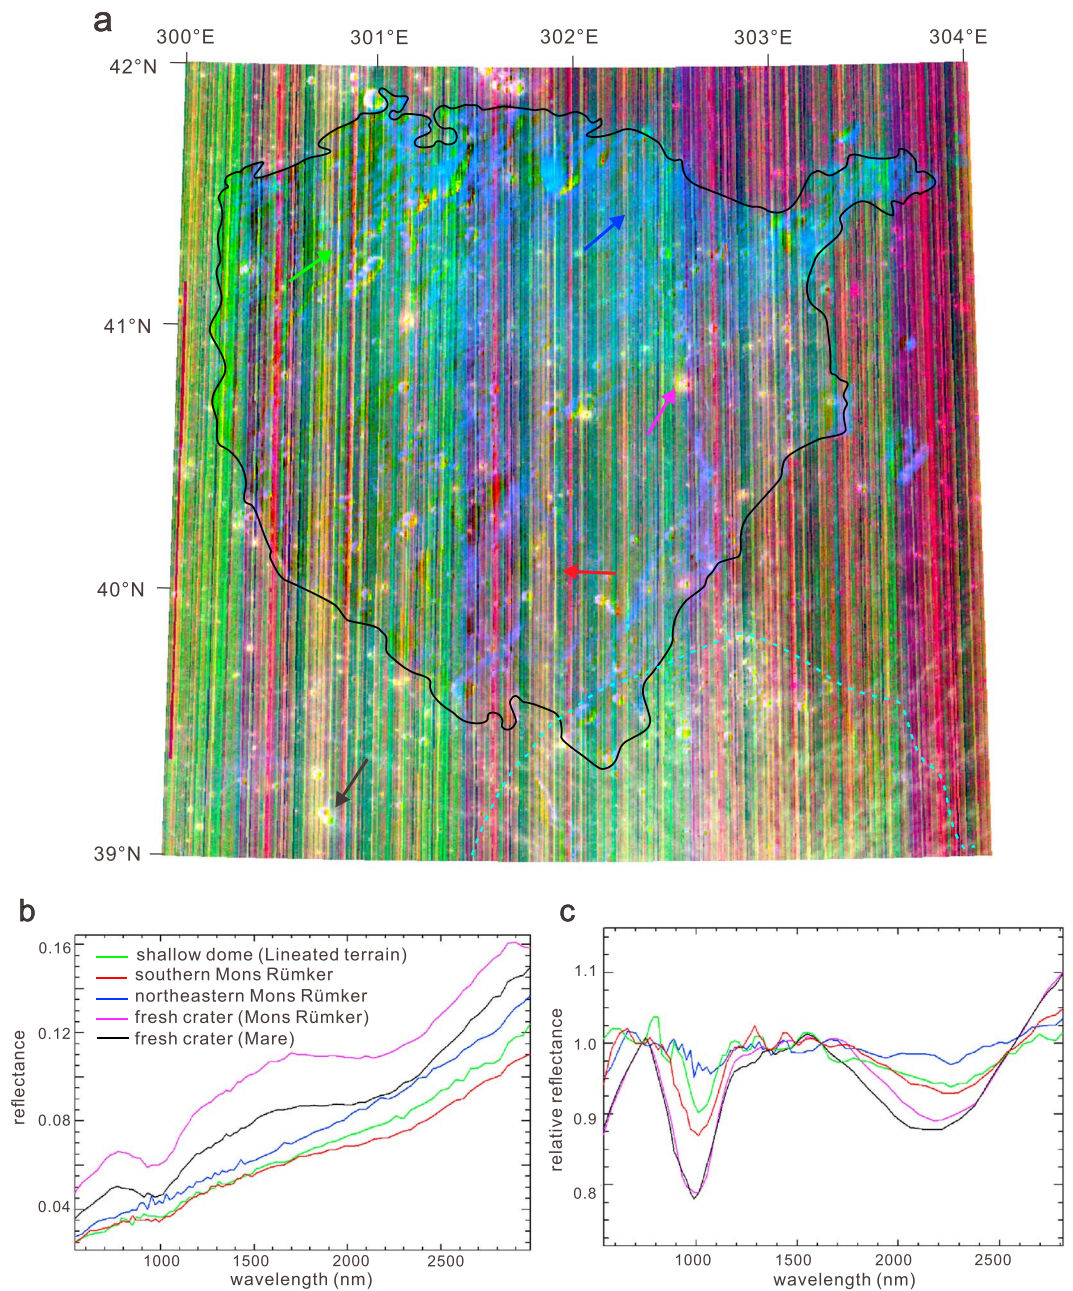 a
300°E 301°E 302°E 303°E 304°E
42°N
41°N
40°N
39°N
b
0.16
0.12
0.08
0.04
reflectance
shallow dome (Lineated terrain)
southern Mons Rümker
northeastern Mons Rümker
fresh crater (Mons Rümker)
fresh crater (Mare)
1000 1500 2000 2500
wavelength (nm)
c
1.1
1.0
0.9
0.8
relative reflectance
1000 1500 2000 2500
wavelength (nm)